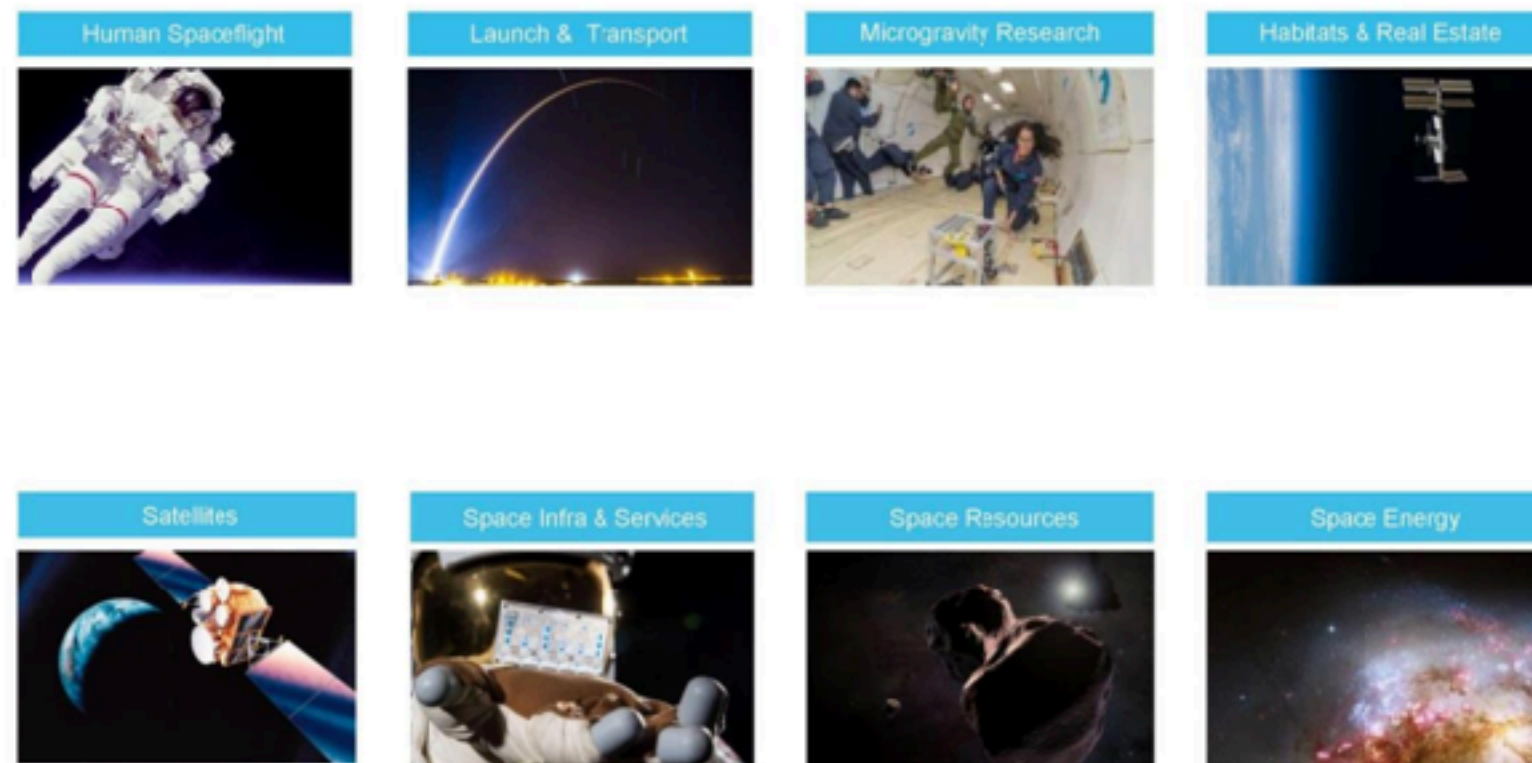 Human Spaceflight
Launch & Transport
Microgravity Research
Habitats & Real Estate
Satellites
Space Infra & Services
Space Resources
Space Energy